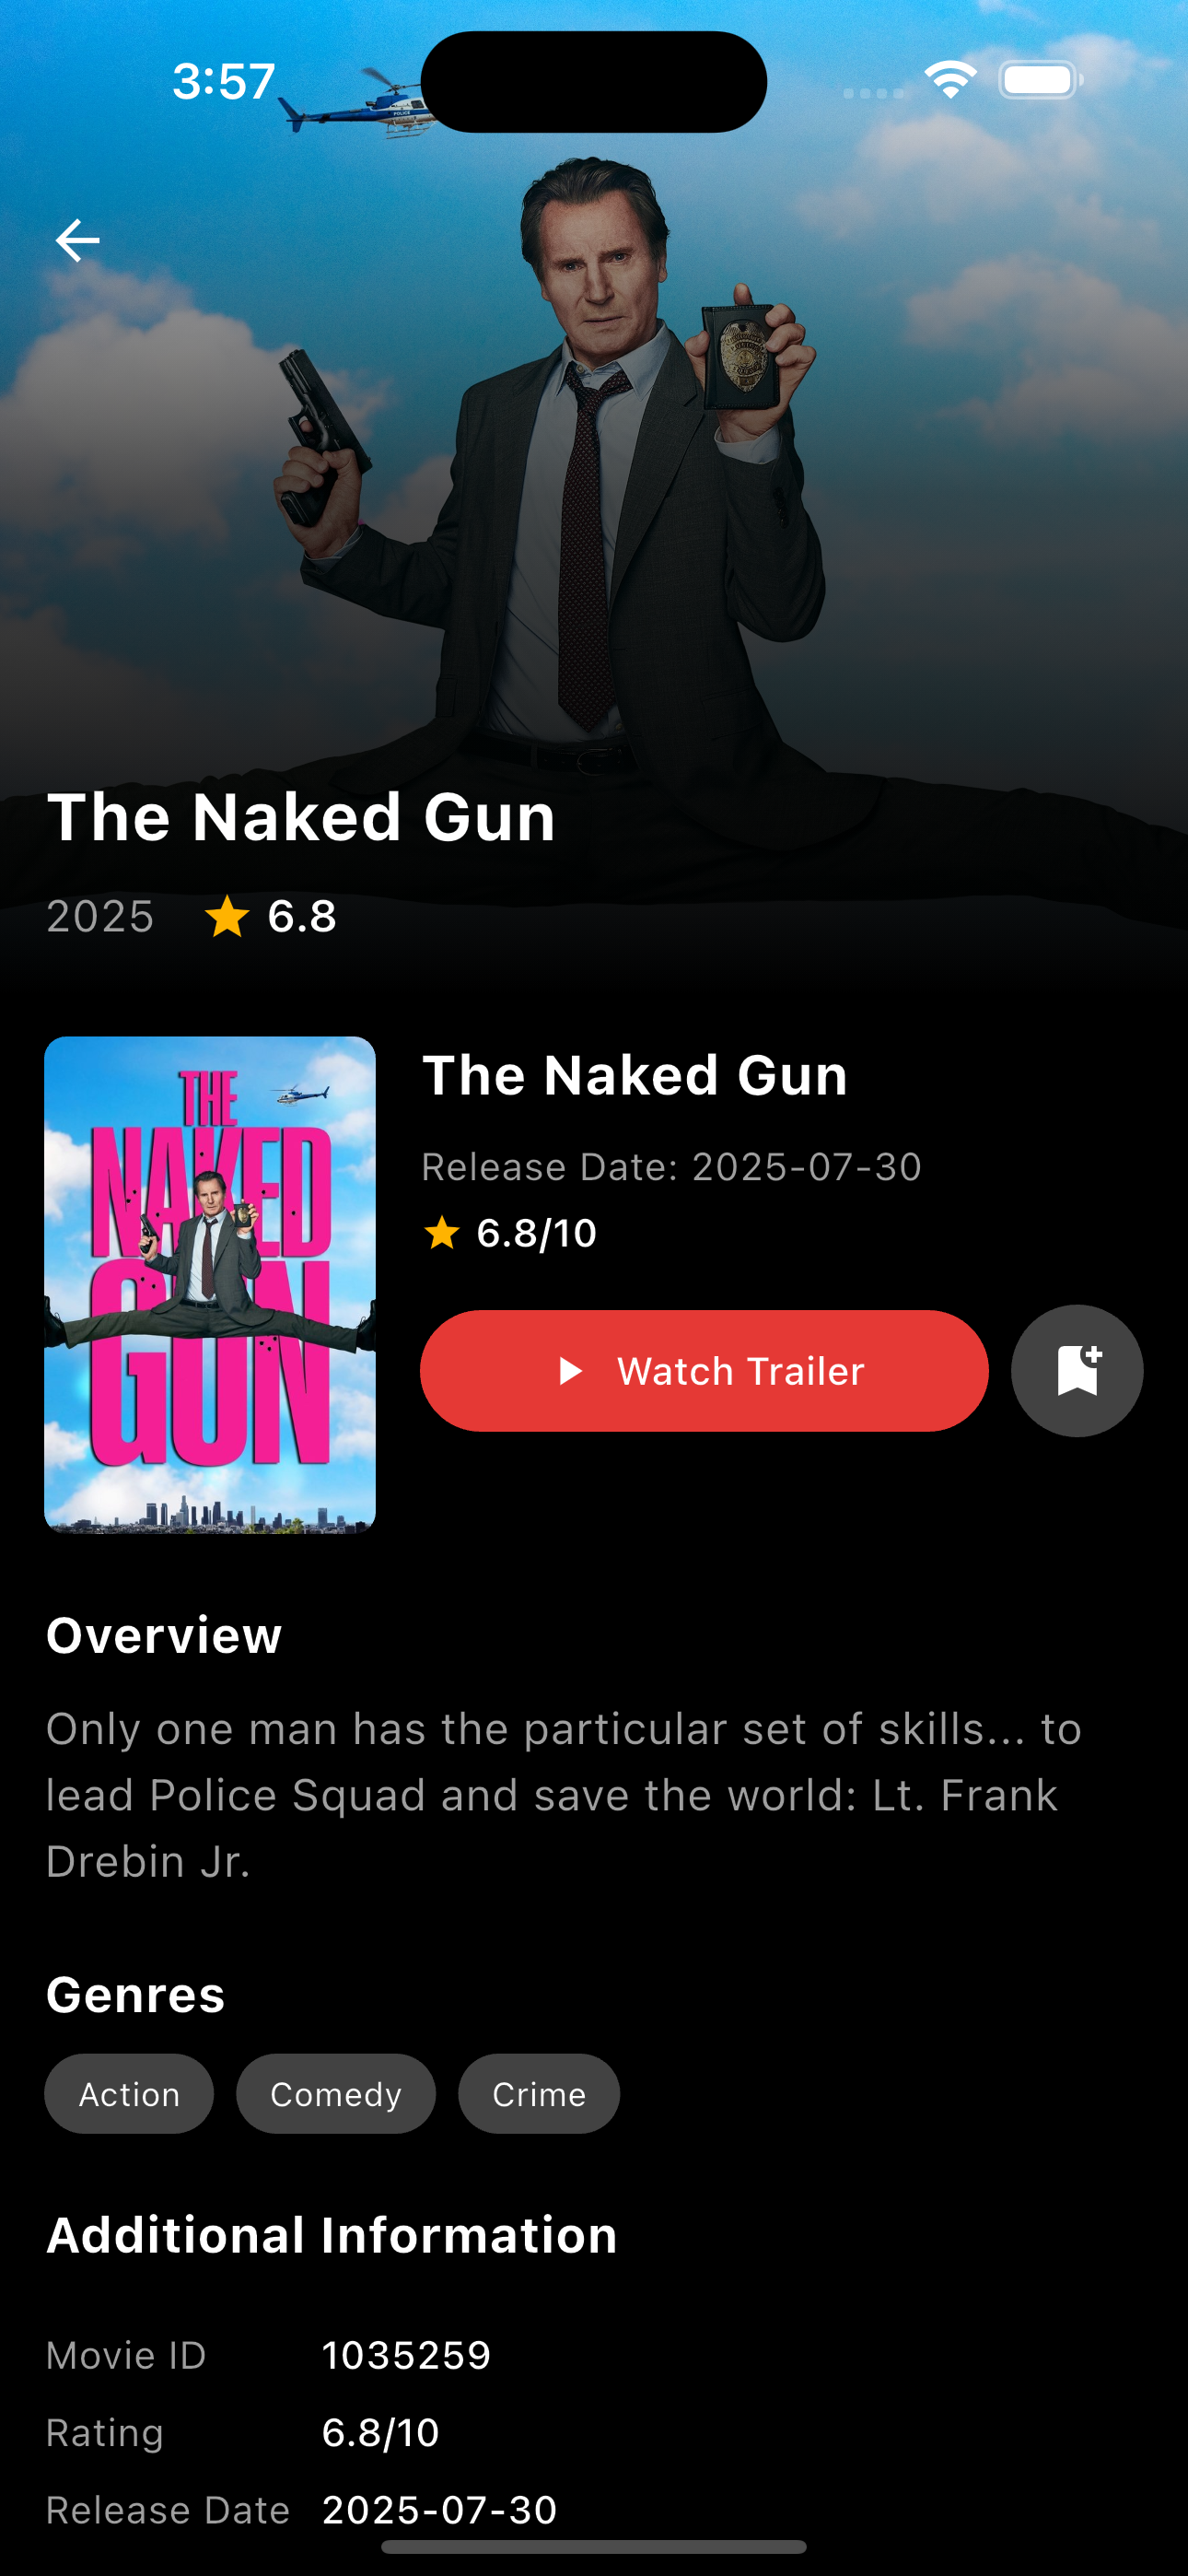 3:57
POLICE
The Naked Gun
2025 6.8
THE
NAKED
GUN
The Naked Gun
Release Date: 2025-07-30
6.8/10
Watch Trailer
Overview
Only one man has the particular set of skills... to
lead Police Squad and save the world: Lt. Frank
Drebin Jr.
Genres
Action Comedy Crime
Additional Information
Movie ID 1035259
Rating 6.8/10
Release Date 2025-07-30